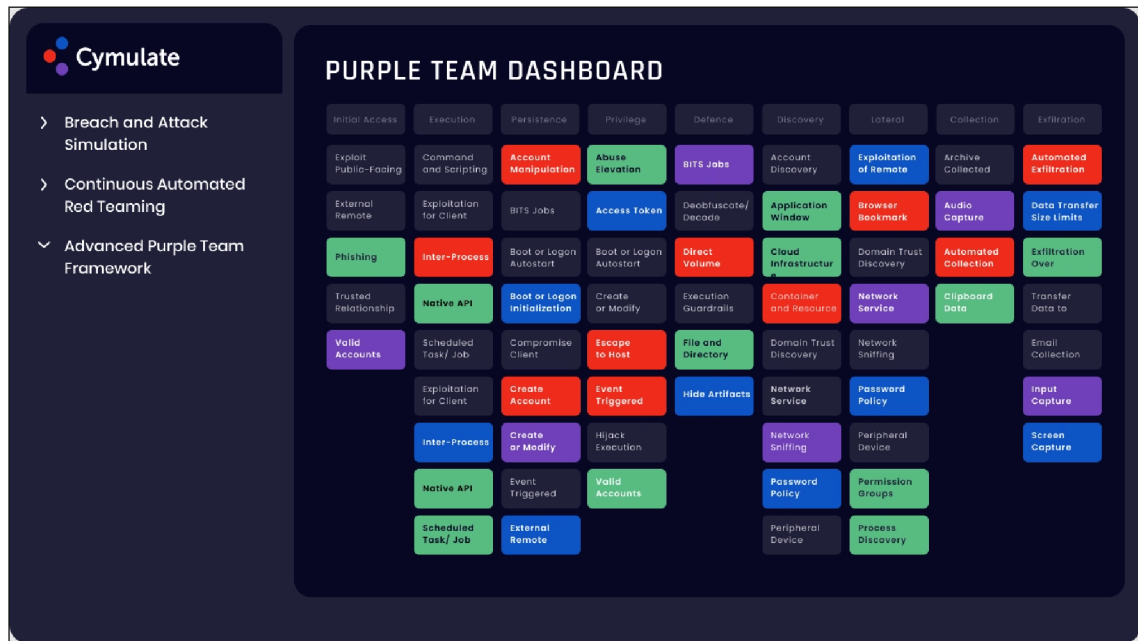 Cymulate
Breach and Attack
Simulation
Continuous Automated
Red Teaming
Advanced Purple Team
Framework
PURPLE TEAM DASHBOARD
Initial Access
Execution
Persistence
Privilege
Defence
Discovery
Lateral
Collection
Exfiltration
Exploit
Public-Facing
Command
and Scripting
Account
Manipulation
Abuse
Elevation
BITS Jobs
Account
Discovery
Exploitation
of Remote
Archive
Collected
Automated
Exfiltration
External
Remote
Exploitation
for Client
BITS Jobs
Access Token
Deobfuscate/
Decade
Application
Window
Browser
Bookmark
Audio
Capture
Data Transfer
Size Limits
Phishing
Inter-Process
Boot or Logon
Autostart
Boot or Logon
Autostart
Direct
Volume
Cloud
Infrastructur
e
Domain Trust
Discovery
Automated
Collection
Exfiltration
Over
Trusted
Relationship
Native API
Boot or Logon
Initialization
Create
or Modify
Execution
Guardrails
Container
and Resource
Network
Service
Clipboard
Data
Transfer
Data to
Valid
Accounts
Scheduled
Task/ Job
Compromise
Client
Escape
to Host
File and
Directory
Domain Trust
Discovery
Network
Sniffing
Email
Collection
Exploitation
for Client
Create
Account
Event
Triggered
Hide Artifacts
Network
Service
Password
Policy
Input
Capture
Inter-Process
Create
or Modify
Hijack
Execution
Network
Sniffing
Peripheral
Device
Screen
Capture
Native API
Event
Triggered
Valid
Accounts
Password
Policy
Permission
Groups
Scheduled
Task/ Job
External
Remote
Peripheral
Device
Process
Discovery